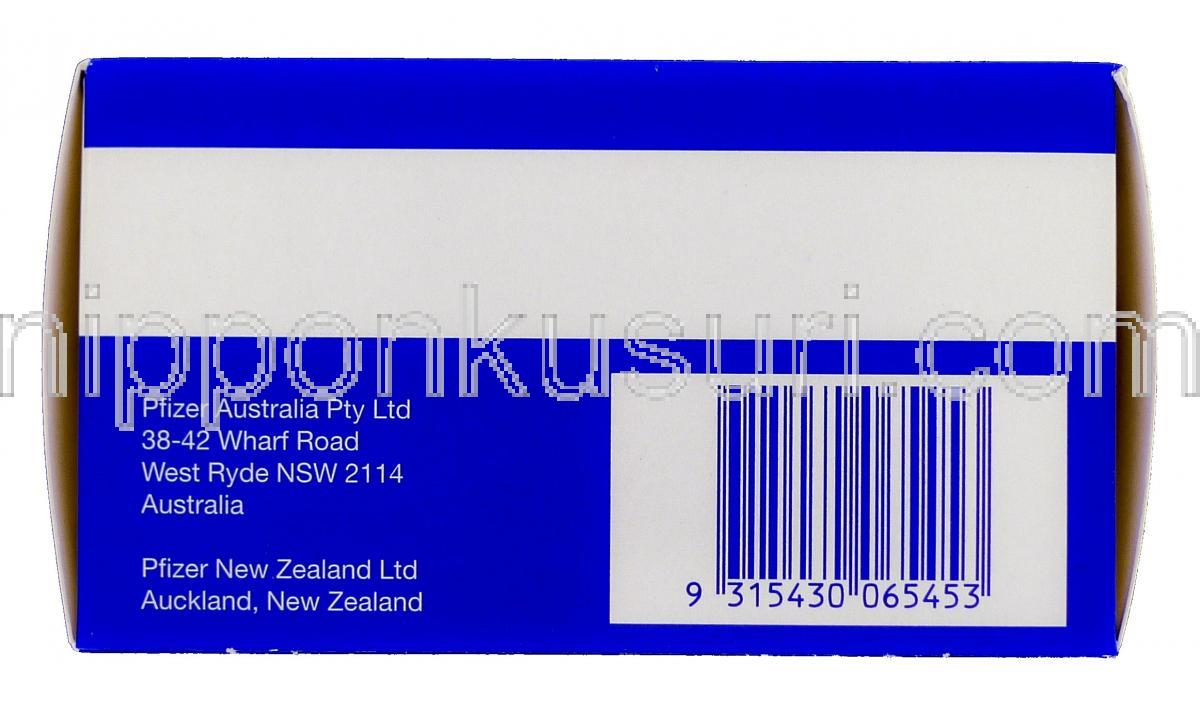 nipponkusuri.com
Pfizer Australia Pty Ltd
38-42 Wharf Road
West Ryde NSW 2114
Australia
Pfizer New Zealand Ltd
Auckland, New Zealand
9 315430 065453